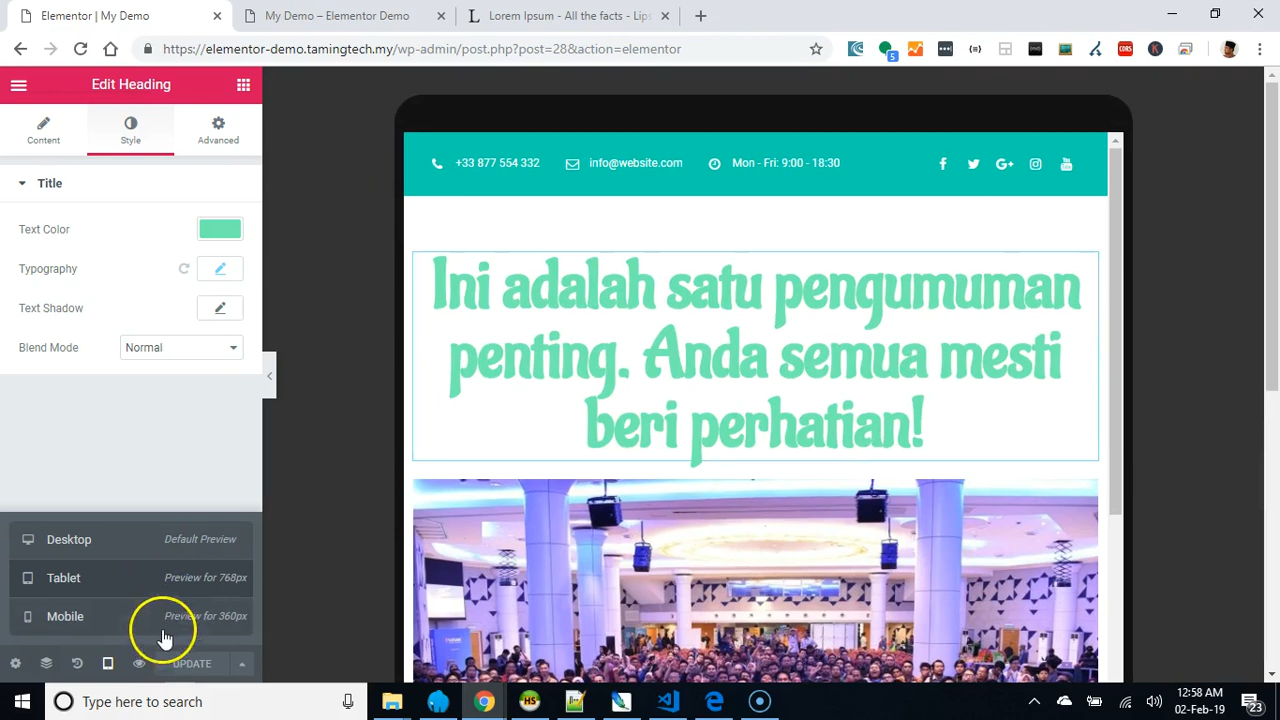 Elementor | My Demo
My Demo – Elementor Demo
Lorem Ipsum - All the facts - Lips
https://elementor-demo.tamingtech.my/wp-admin/post.php?post=28&action=elementor
5
CORS
K
Edit Heading
Content
Style
Advanced
Title
Text Color
Typography
Text Shadow
Blend Mode
Normal
Desktop
Default Preview
Tablet
Preview for 768px
Mobile
Preview for 360px
UPDATE
+33 877 554 332
info@website.com
Mon - Fri: 9:00 - 18:30
Ini adalah satu pengumuman
penting. Anda semua mesti
beri perhatian!
Type here to search
HS
12:58 AM
02-Feb-19
23